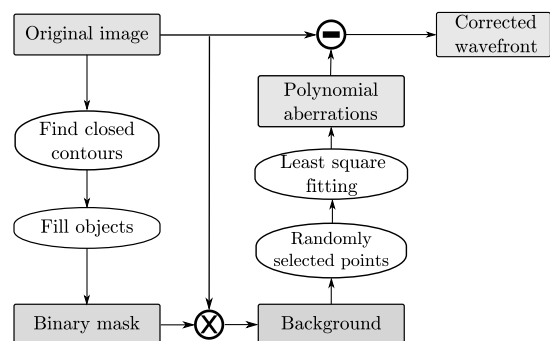 Original image
Corrected
wavefront
Polynomial
aberrations
Find closed
contours
Least square
fitting
Fill objects
Randomly
selected points
Binary mask
X
Background